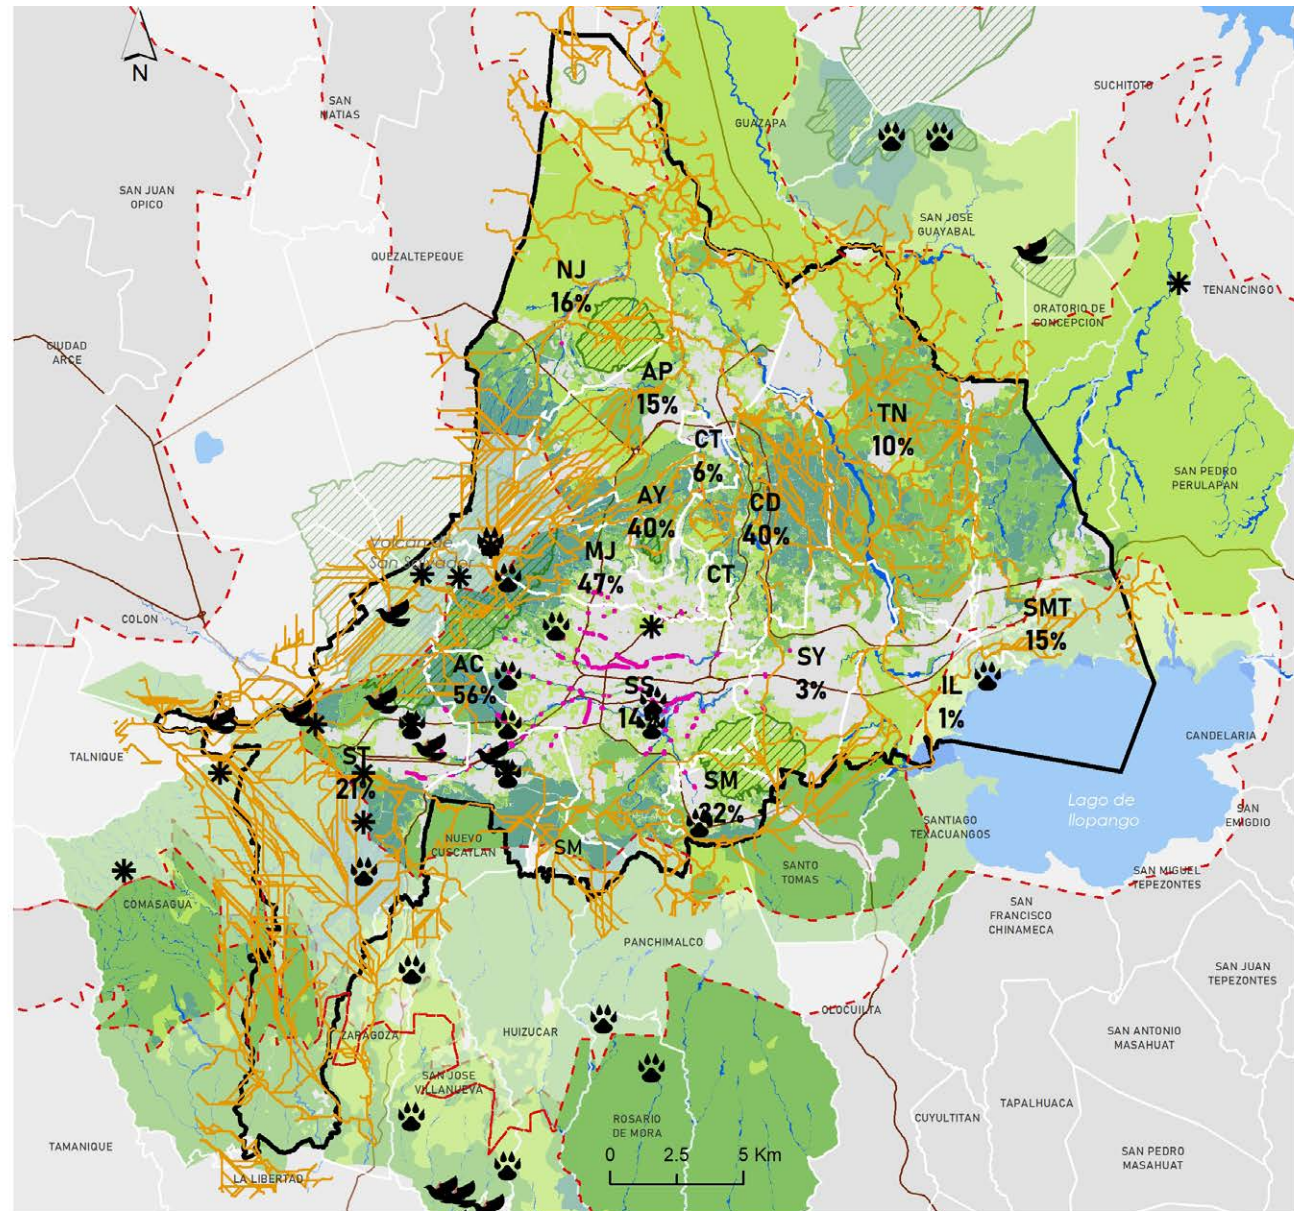 N
SAN
MATIAS
SUCHITOTO
GUAZAPA
SAN JUAN
OPICO
SAN JOSE
GUAYABAL
QUEZALTEPEQUE
NJ
16%
TENANCINGO
ORATORIO DE
CONCEPCION
CIUDAD
ARCE
AP
15%
TN
10%
CT
6%
SAN PEDRO
PERULAPAN
AY
40%
CD
40%
Volcan de
San Salvador
MJ
47%
CT
SMT
15%
COLON
AC
56%
SY
3%
SS
14%
IL
1%
TALNIQUE
CANDELARIA
ST
21%
SM
32%
Lago de
Ilopango
SAN
EMIGDIO
SANTIAGO
TEXACUANGOS
NUEVO
CUSCATLAN
SM
SANTO
TOMAS
SAN MIGUEL
TEPEZONTES
COMASAGUA
SAN
FRANCISCO
CHINAMECA
PANCHIMALCO
SAN JUAN
TEPEZONTES
OLOCUILTA
ZARAGOZA
HUIZUCAR
SAN ANTONIO
MASAHUAT
SAN JOSE
VILLANUEVA
TAPALHUACA
ROSARIO
DE MORA
CUYULTITAN
TAMANIQUE
0 2.5 5 Km
SAN PEDRO
MASAHUAT
LA LIBERTAD